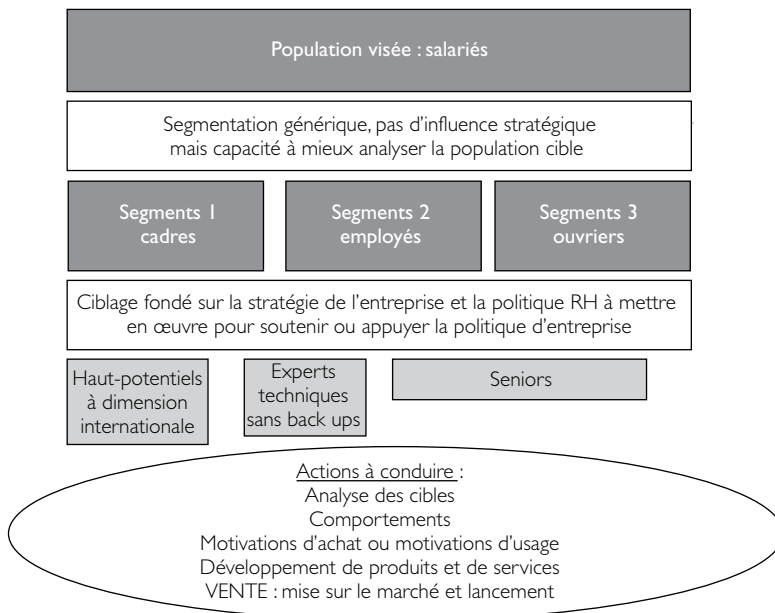 Population visée : salariés
Segmentation générique, pas d'influence stratégique
mais capacité à mieux analyser la population cible
Segments 1
cadres
Segments 2
employés
Segments 3
ouvriers
Ciblage fondé sur la stratégie de l'entreprise et la politique RH à mettre
en œuvre pour soutenir ou appuyer la politique d'entreprise
Haut-potentiels
à dimension
internationale
Experts
techniques
sans back ups
Seniors
Actions à conduire :
Analyse des cibles
Comportements
Motivations d'achat ou motivations d'usage
Développement de produits et de services
VENTE : mise sur le marché et lancement